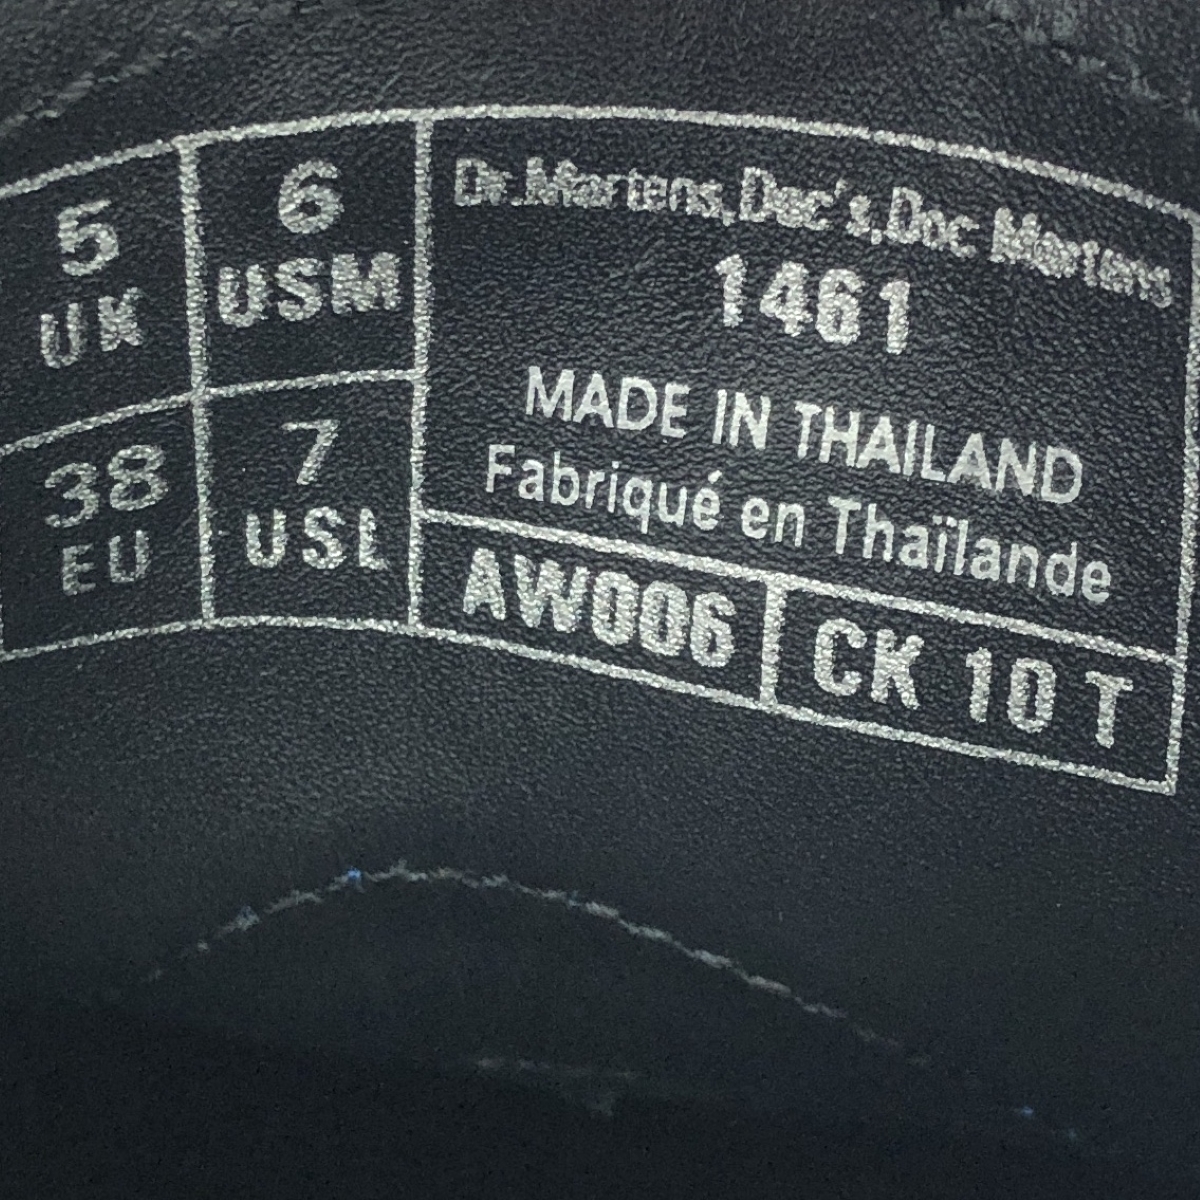 5
UK
6
USM
38
EU
7
USL
Dr.Martens,Doc's,Doc Martens
1461
MADE IN THAILAND
Fabriqué en Thaïlande
AW006
CK 10 T